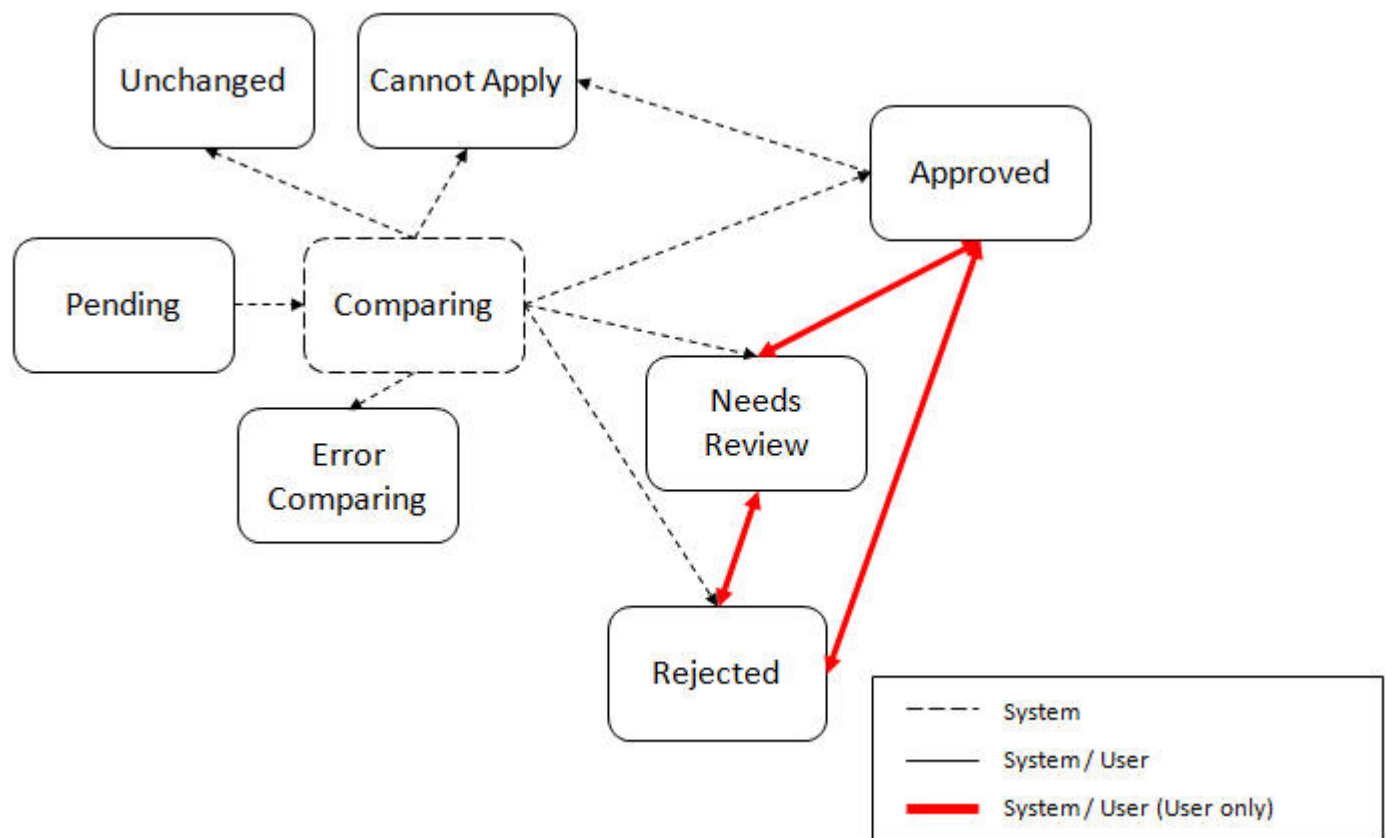 Unchanged
Cannot Apply
Approved
Pending
Comparing
Needs
Review
Error
Comparing
Rejected
System
System / User
System / User (User only)